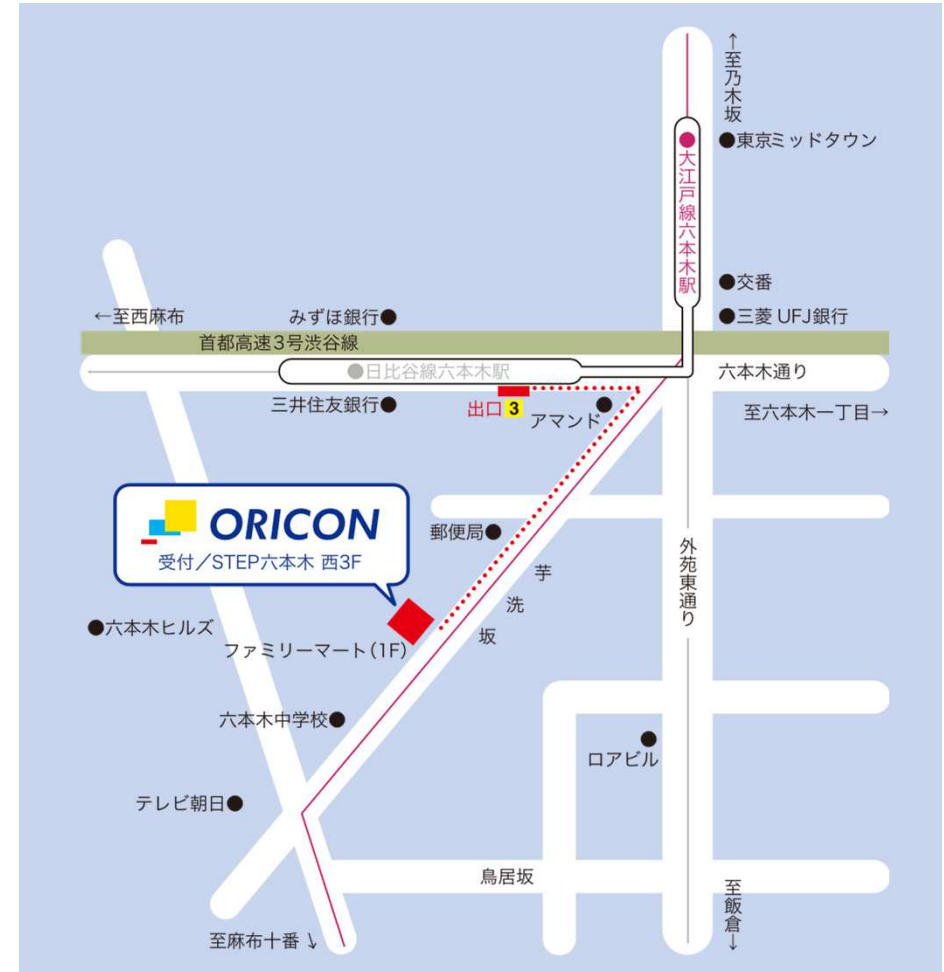 ↑至乃木坂
●東京ミッドタウン
●大江戸線六本木駅
●交番
←至西麻布
みずほ銀行●
●三菱UFJ銀行
首都高速3号渋谷線
●日比谷線六本木駅
六本木通り
三井住友銀行●
出口 3
アマンド
至六本木一丁目→
ORICON
受付/STEP六本木 西3F
郵便局●
芋洗坂
外苑東通り
●六本木ヒルズ
ファミリーマート(1F)
六本木中学校●
ロアビル
テレビ朝日●
鳥居坂
至飯倉→
至麻布十番↓